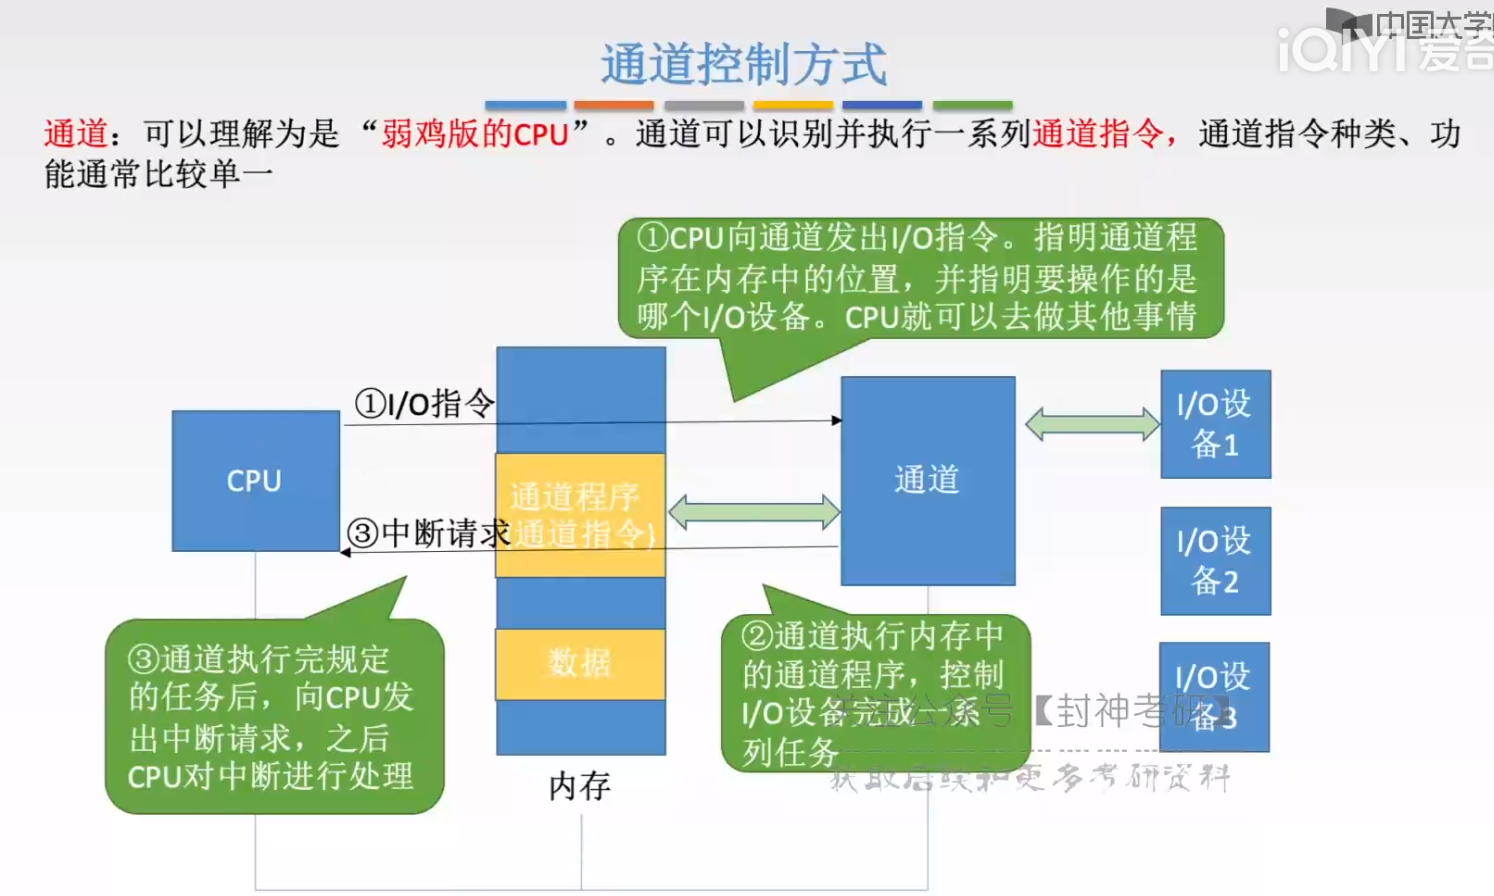 中国大学
iQIYI 爱奇
通道控制方式
通道：可以理解为是“弱鸡版的CPU”。通道可以识别并执行一系列通道指令，通道指令种类、功
能通常比较单一
①CPU向通道发出I/O指令。指明通道程
序在内存中的位置，并指明要操作的是
哪个I/O设备。CPU就可以去做其他事情
①I/O指令
CPU
通道程序
(通道指令)
③中断请求
通道
I/O设
备1
I/O设
备2
I/O设
备3
数据
内存
③通道执行完规定
的任务后，向CPU发
出中断请求，之后
CPU对中断进行处理
②通道执行内存中
的通道程序，控制
I/O设备完成一系
列任务
关注公众号【封神考研】
获取后续和更多考研资料